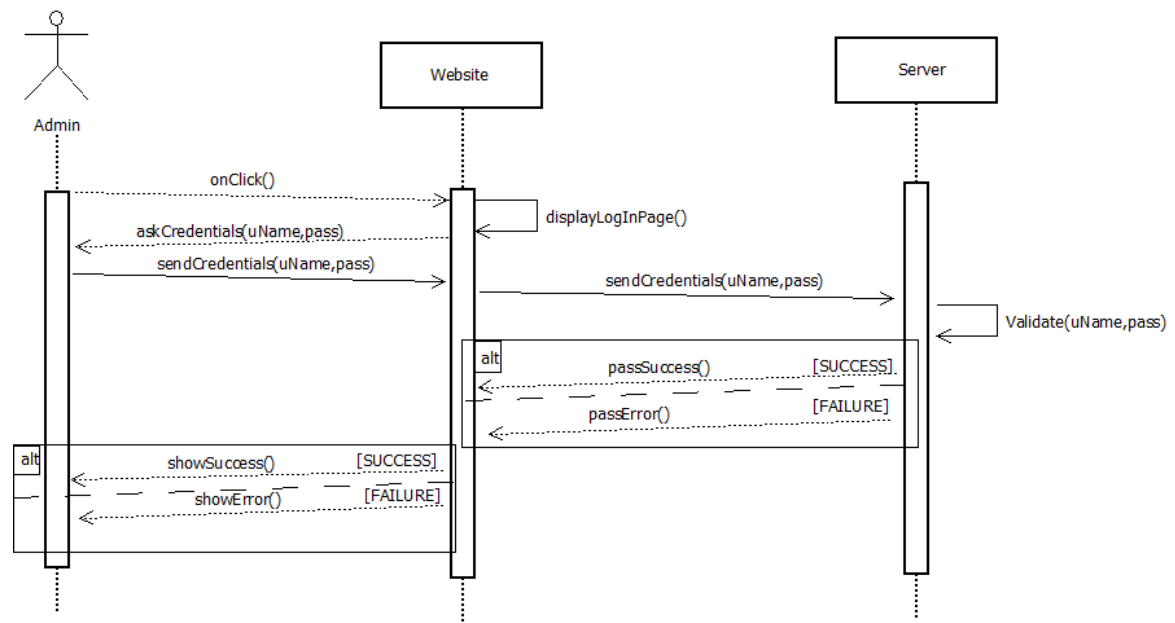 Website
Server
Admin
onClick()
displayLogInPage()
askCredentials(uName,pass)
sendCredentials(uName,pass)
sendCredentials(uName,pass)
Validate(uName,pass)
alt
passSuccess()
[SUCCESS]
passError()
[FAILURE]
alt
showSuccess()
[SUCCESS]
showError()
[FAILURE]